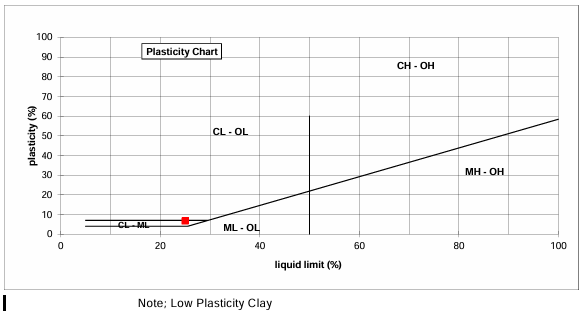 Plasticity Chart
100
90
80
70
60
50
40
30
20
10
0
plasticity (%)
CH - OH
CL - OL
MH - OH
CL - ML
ML - OL
0 20 40 60 80 100
liquid limit (%)
Note; Low Plasticity Clay